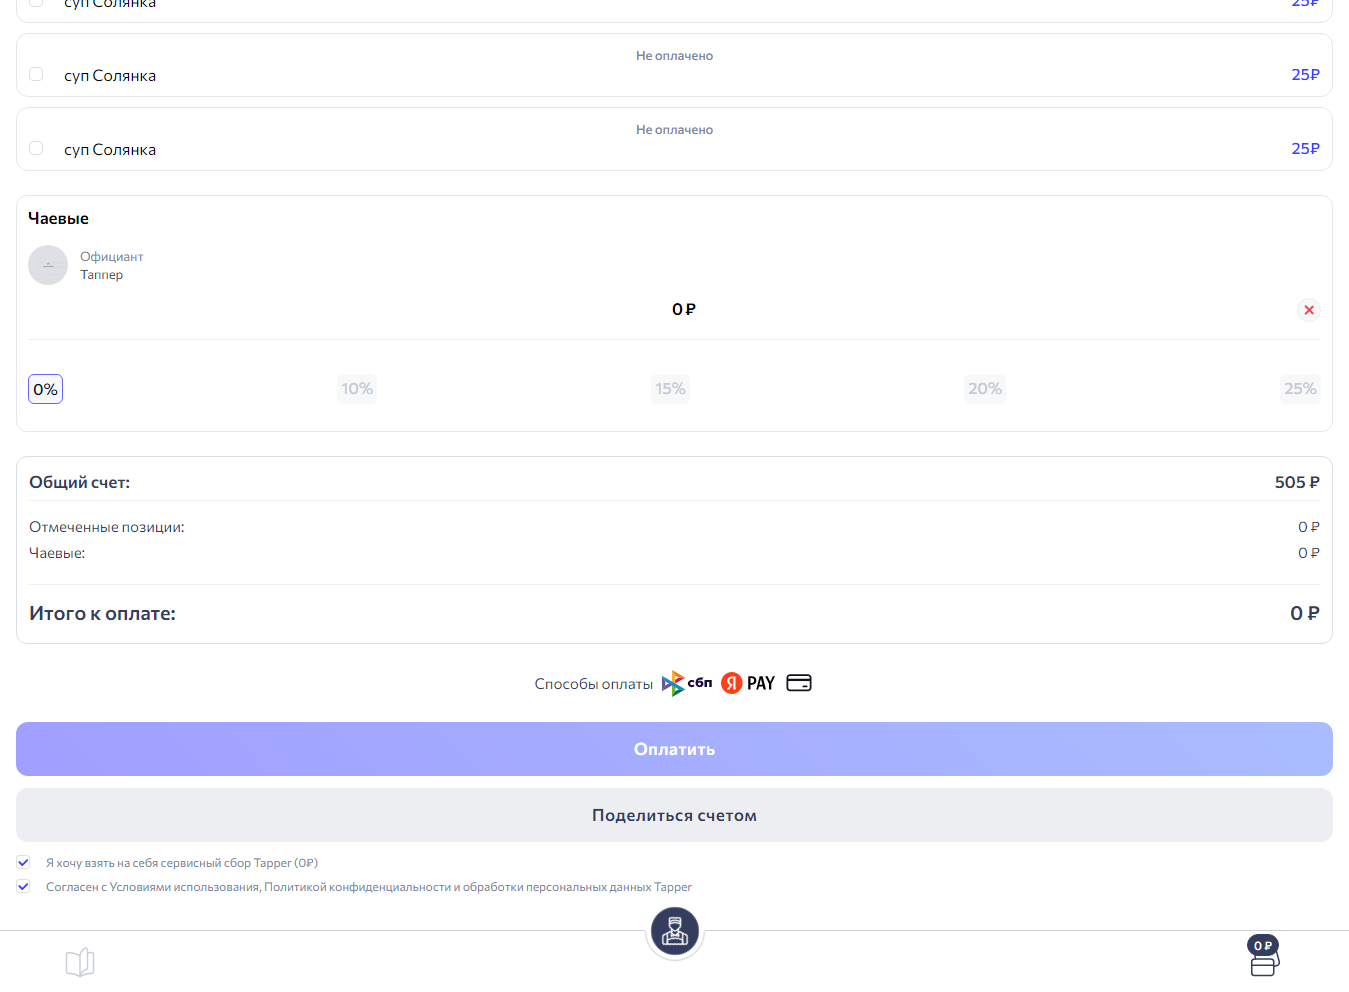 суп Солянка 25₽
Не оплачено
суп Солянка 25₽
Не оплачено
суп Солянка 25₽
Чаевые
Официант
Таппер
0 ₽
0% 10% 15% 20% 25%
Общий счет: 505 ₽
Отмеченные позиции: 0 ₽
Чаевые: 0 ₽
Итого к оплате: 0 ₽
Способы оплаты сбп Я PAY
Оплатить
Поделиться счетом
Я хочу взять на себя сервисный сбор Tapper (0₽)
Согласен с Условиями использования, Политикой конфиденциальности и обработки персональных данных Tapper
0 ₽